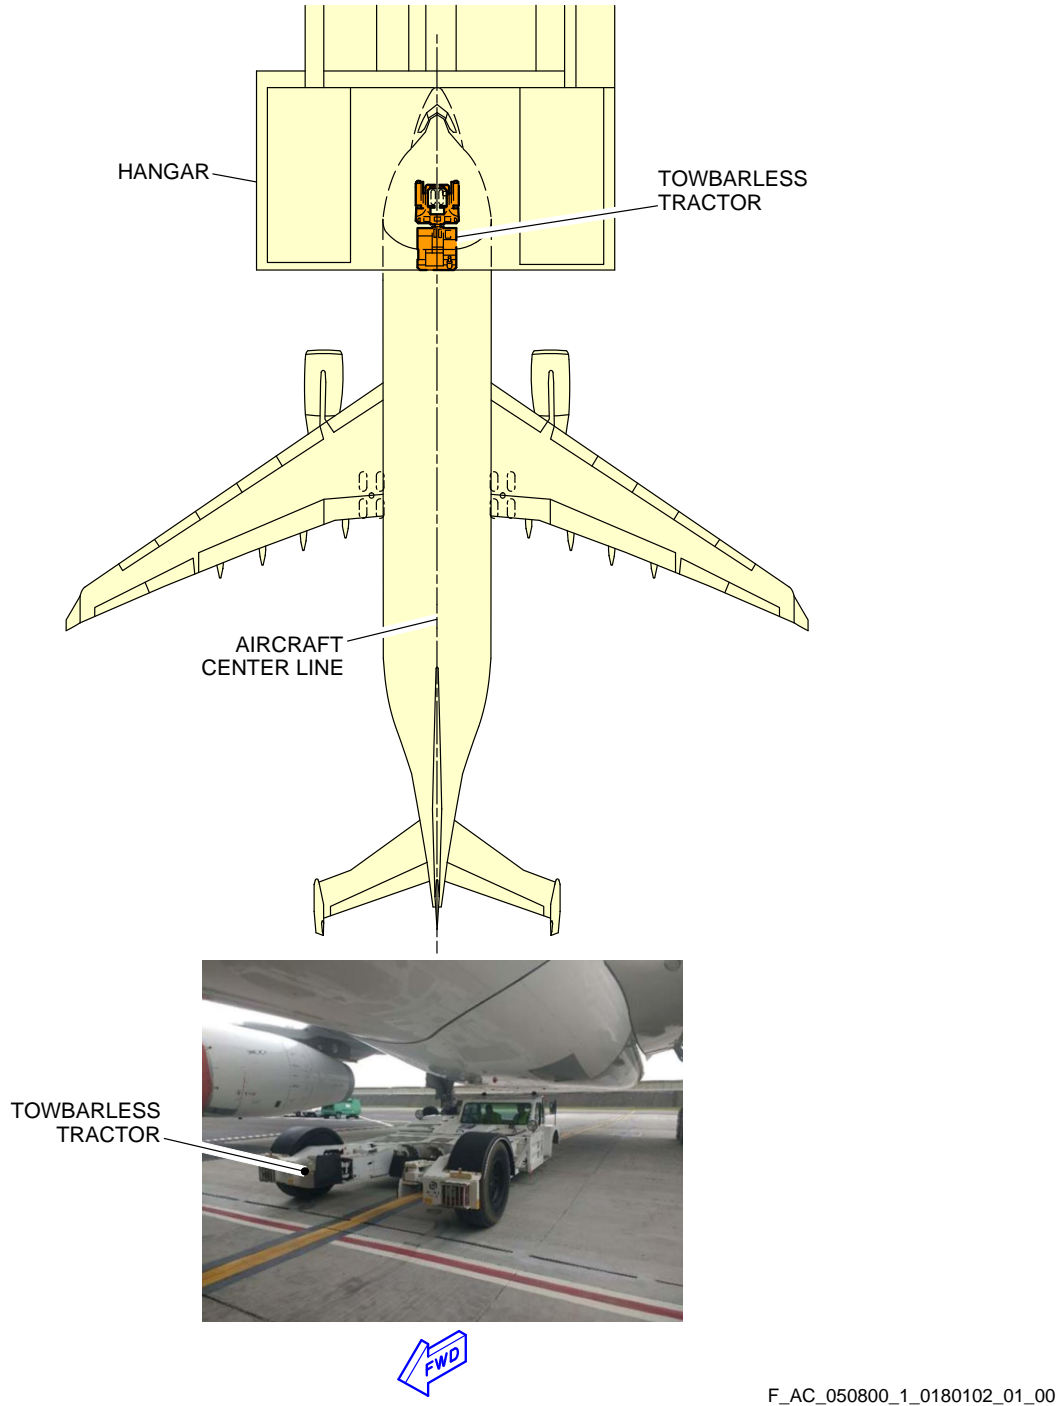 HANGAR
TOWBARLESS
TRACTOR
AIRCRAFT
CENTER LINE
TOWBARLESS
TRACTOR
FWD
F_AC_050800_1_0180102_01_00